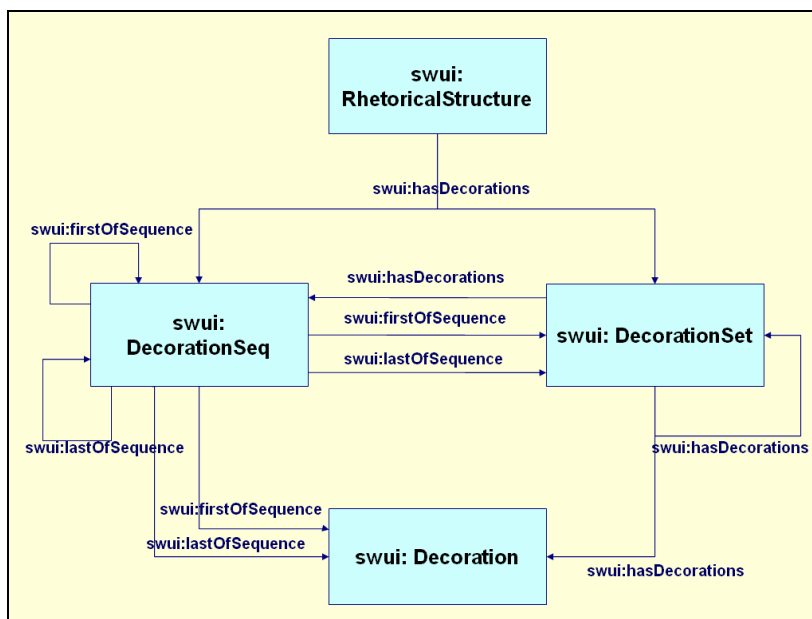 swui:
RhetoricalStructure
swui:hasDecorations
swui:firstOfSequence
swui:hasDecorations
swui:
DecorationSeq
swui:firstOfSequence
swui: DecorationSet
swui:lastOfSequence
swui:lastOfSequence
swui:hasDecorations
swui:firstOfSequence
swui:lastOfSequence
swui: Decoration
swui:hasDecorations